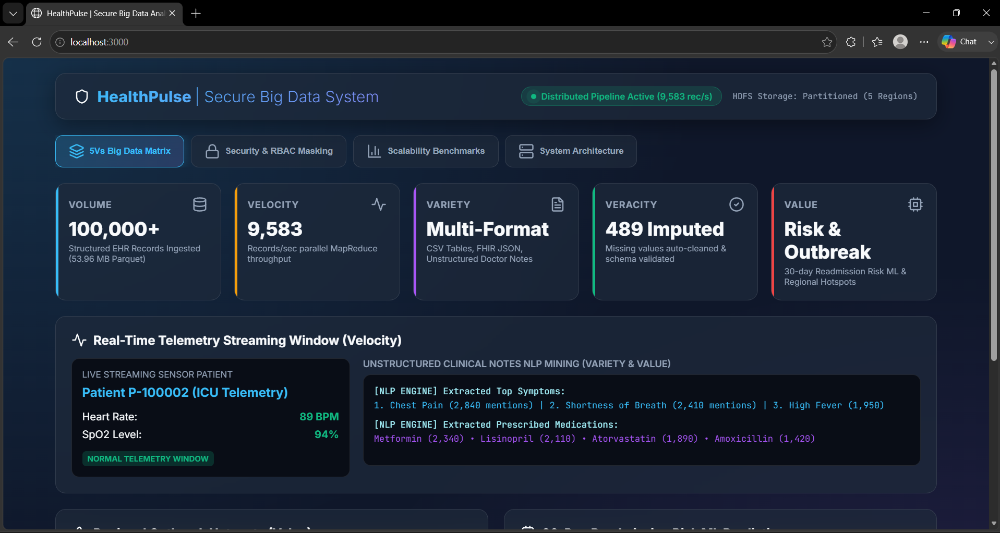 HealthPulse | Secure Big Data Anal
localhost:3000
Chat
HealthPulse | Secure Big Data System
Distributed Pipeline Active (9,583 rec/s)
HDFS Storage: Partitioned (5 Regions)
5Vs Big Data Matrix
Security & RBAC Masking
Scalability Benchmarks
System Architecture
VOLUME
100,000+
Structured EHR Records Ingested
(53.96 MB Parquet)
VELOCITY
9,583
Records/sec parallel MapReduce
throughput
VARIETY
Multi-Format
CSV Tables, FHIR JSON,
Unstructured Doctor Notes
VERACITY
489 Imputed
Missing values auto-cleaned &
schema validated
VALUE
Risk &
Outbreak
30-day Readmission Risk ML &
Regional Hotspots
Real-Time Telemetry Streaming Window (Velocity)
LIVE STREAMING SENSOR PATIENT
Patient P-100002 (ICU Telemetry)
Heart Rate: 89 BPM
SpO2 Level: 94%
NORMAL TELEMETRY WINDOW
UNSTRUCTURED CLINICAL NOTES NLP MINING (VARIETY & VALUE)
[NLP ENGINE] Extracted Top Symptoms:
1. Chest Pain (2,840 mentions) | 2. Shortness of Breath (2,410 mentions) | 3. High Fever (1,950)
[NLP ENGINE] Extracted Prescribed Medications:
Metformin (2,340) • Lisinopril (2,110) • Atorvastatin (1,890) • Amoxicillin (1,420)